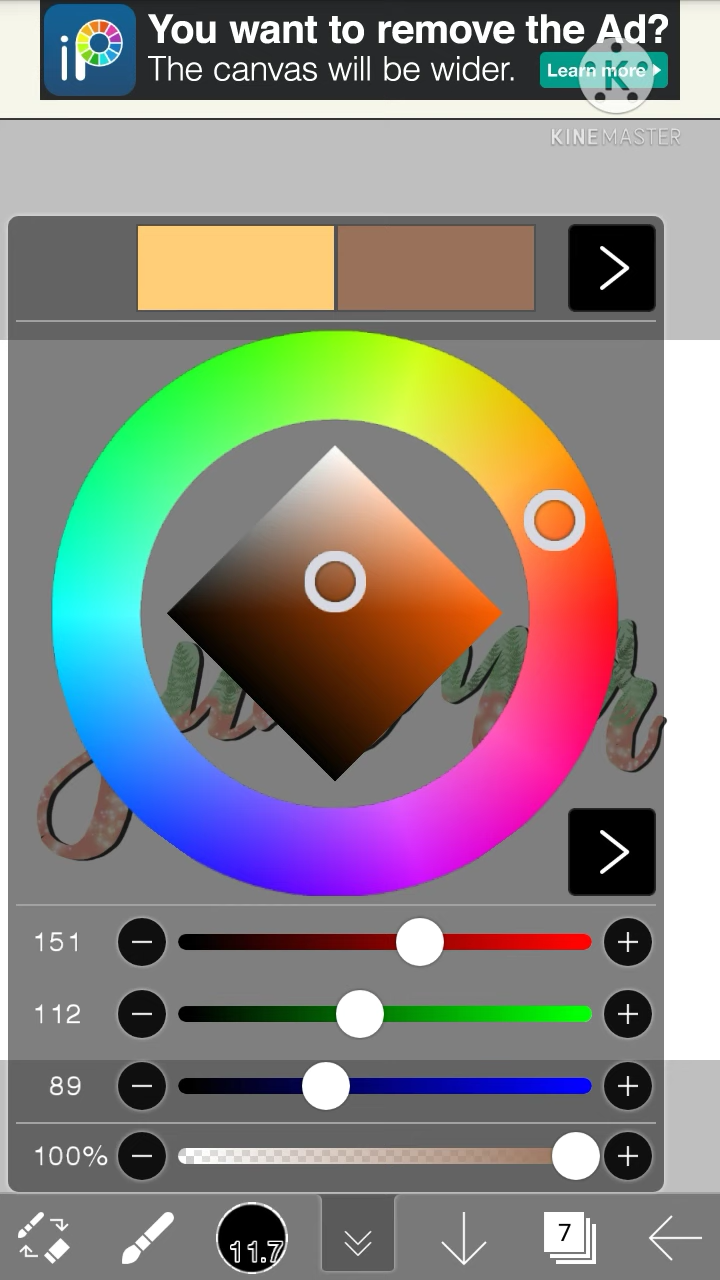 iP
You want to remove the Ad?
The canvas will be wider.
Learn more
K
KINEMASTER
151
112
89
100%
11.7
7